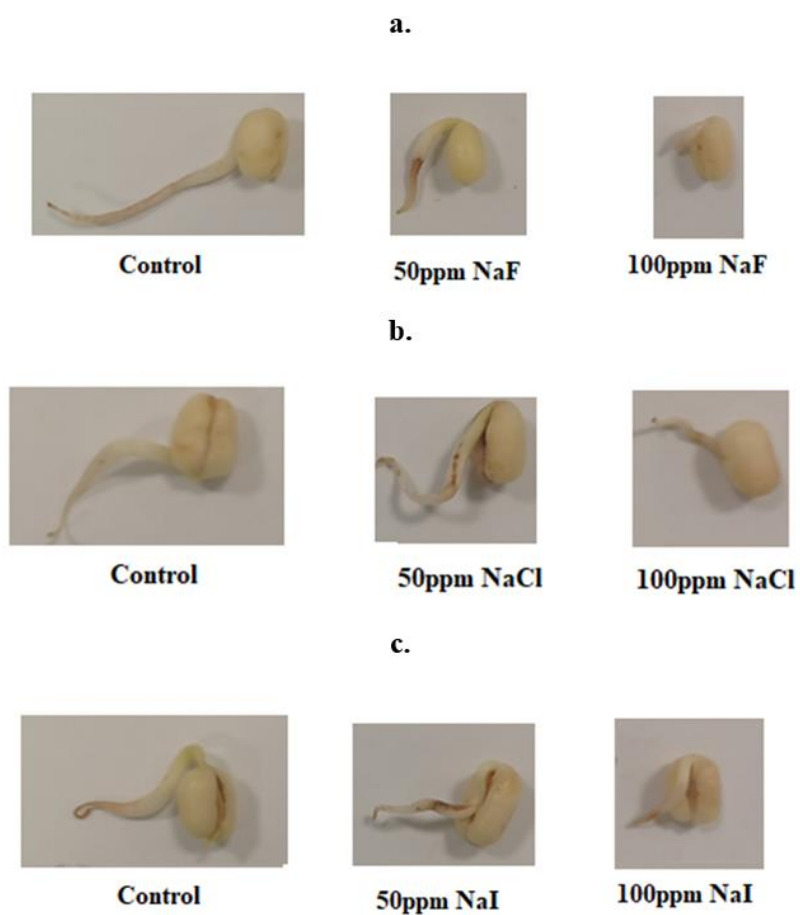 a.
Control
50ppm NaF
100ppm NaF
b.
Control
50ppm NaCl
100ppm NaCl
c.
Control
50ppm NaI
100ppm NaI